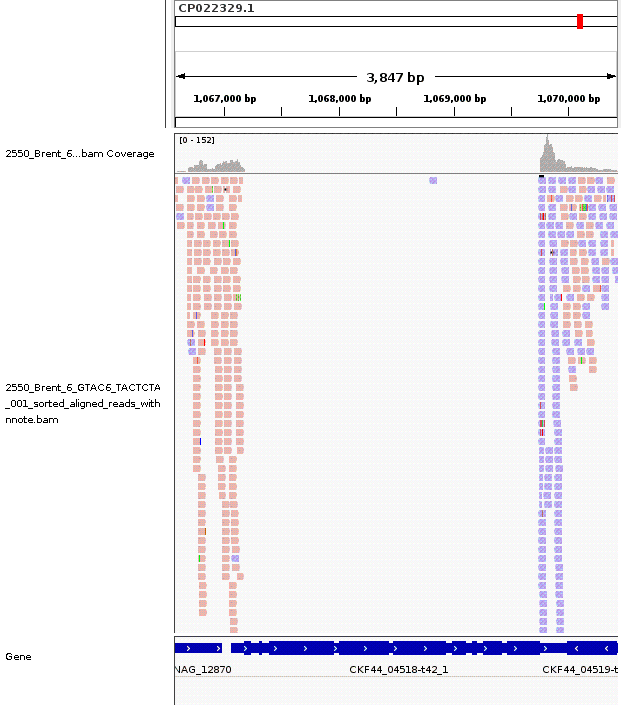 CP022329.1
3,847 bp
1,067,000 bp 1,068,000 bp 1,069,000 bp 1,070,000 bp
[0 - 152]
2550_Brent_6...bam Coverage
2550_Brent_6_GTAC6_TACTCTA
_001_sorted_aligned_reads_with
nnote.bam
Gene
NAG_12870 CKF44_04518-t42_1 CKF44_04519-t